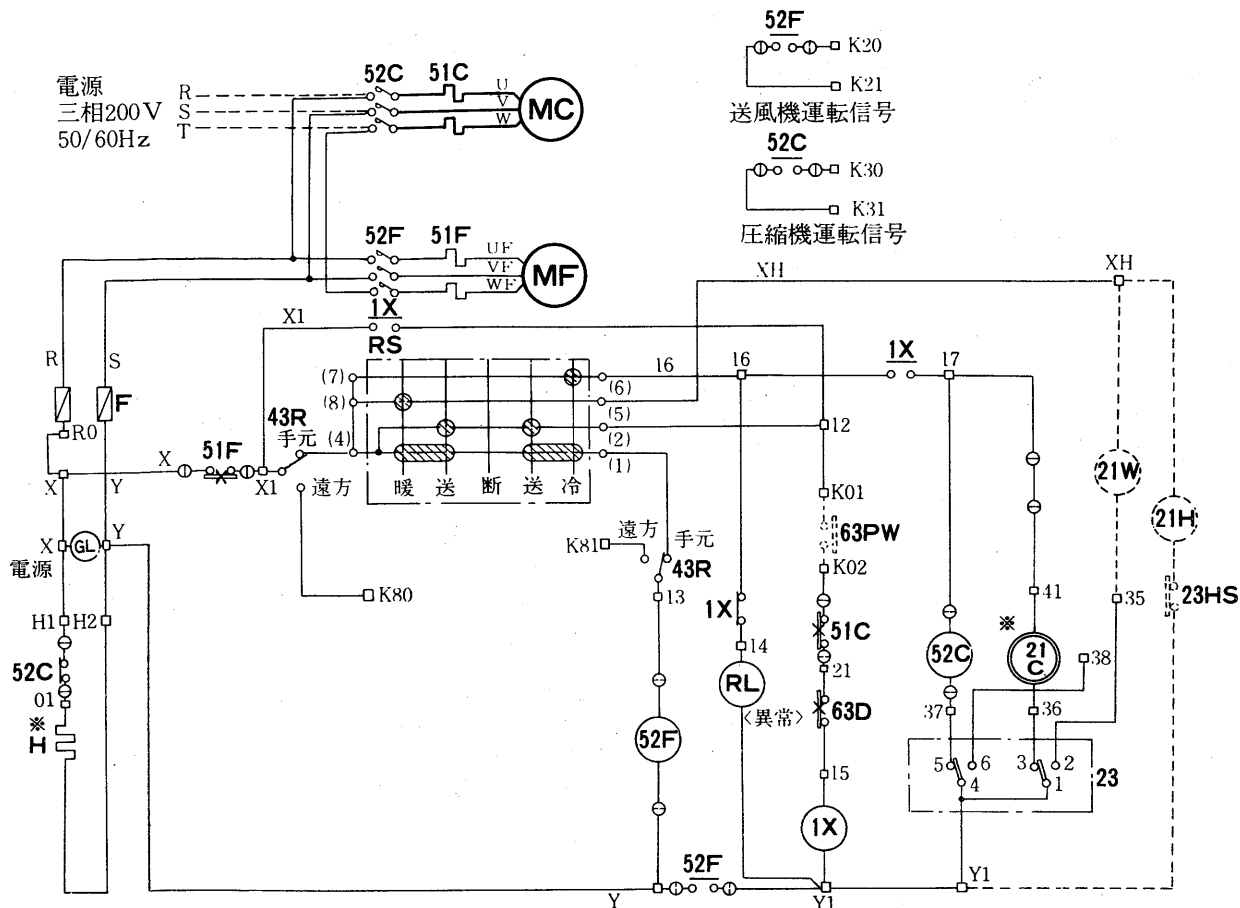 52F
K20
K21
送風機運転信号
52C
K30
K31
圧縮機運転信号
電源
三相200V
50/60Hz
R
S
T
52C
51C
U
V
W
MC
52F
51F
UF
VF
WF
MF
XH
XH
X1
1X
RS
R
S
F
R0
(7)
(8)
(4)
(6)
(5)
(2)
(1)
16
16
1X
17
43R
手元
遠方
暖
送
断
送
冷
12
X
51F
X1
X
Y
X
GL
Y
電源
H1
H2
52C
01
※
H
K80
K81
遠方
手元
43R
13
52F
1X
14
RL
〈異常〉
K01
63PW
K02
51C
21
63D
15
1X
52C
37
41
※
21
C
36
38
21W
35
21H
23HS
5
6
4
3
2
1
23
Y
52F
Y1
Y1